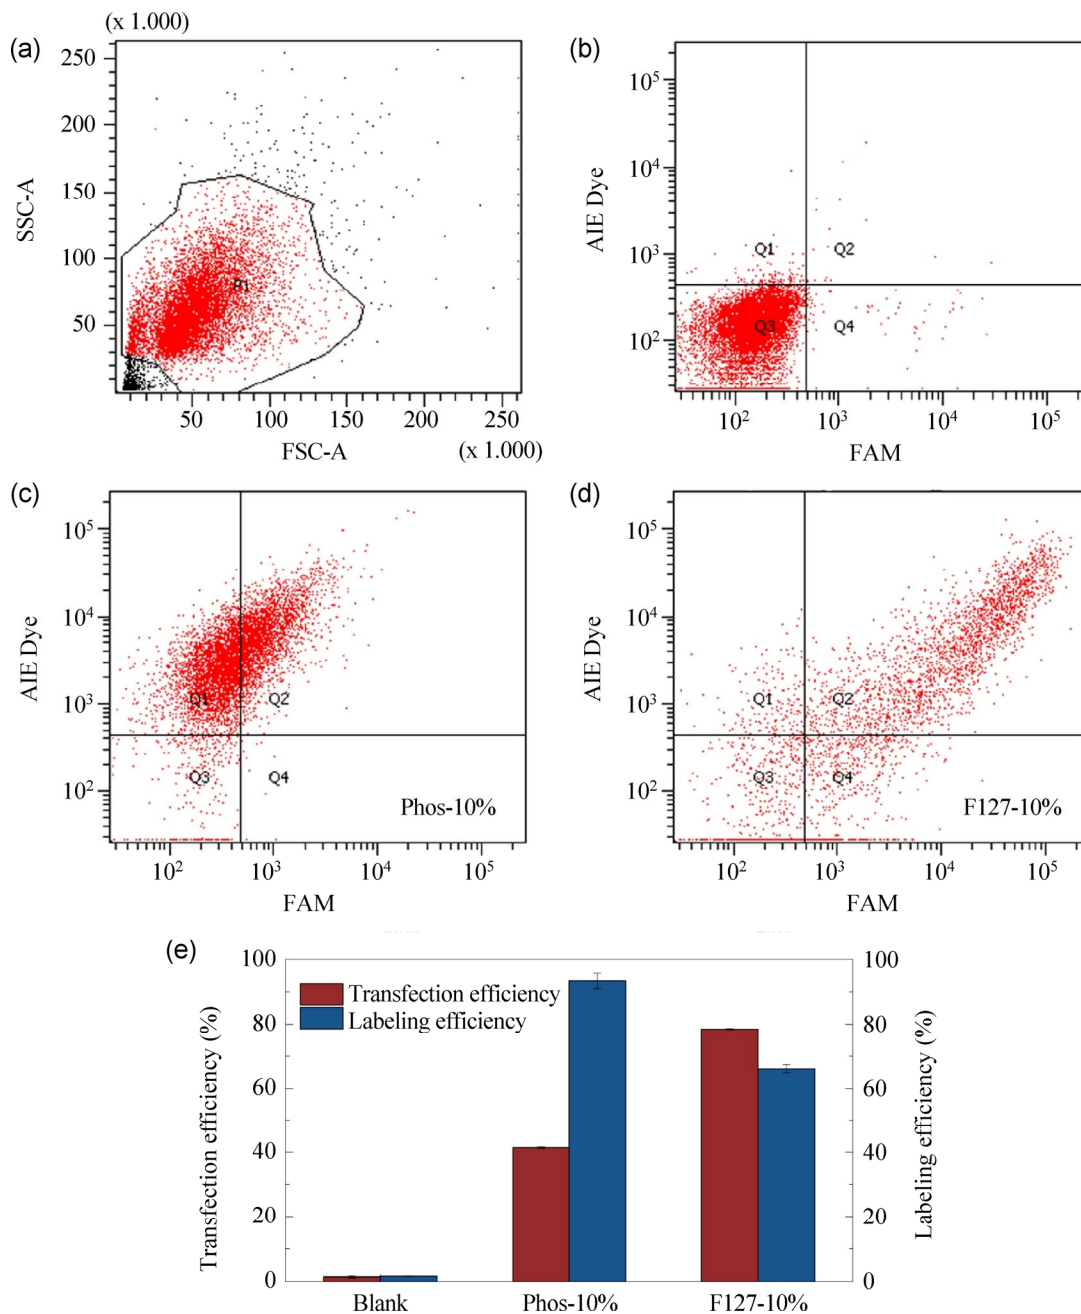 (x 1.000)
(a)
250
200
150
100
50
SSC-A
P1
50 100 150 200 250
FSC-A
(x 1.000)
(b)
10^5
10^4
10^3
10^2
AIE Dye
Q1 Q2
Q3 Q4
10^2 10^3 10^4 10^5
FAM
(c)
10^5
10^4
10^3
10^2
AIE Dye
Q1 Q2
Q3 Q4
Phos-10%
10^2 10^3 10^4 10^5
FAM
(d)
10^5
10^4
10^3
10^2
AIE Dye
Q1 Q2
Q3 Q4
F127-10%
10^2 10^3 10^4 10^5
FAM
(e)
100
80
60
40
20
0
Transfection efficiency (%)
Transfection efficiency
Labeling efficiency
100
80
60
40
20
0
Labeling efficiency (%)
Blank Phos-10% F127-10%